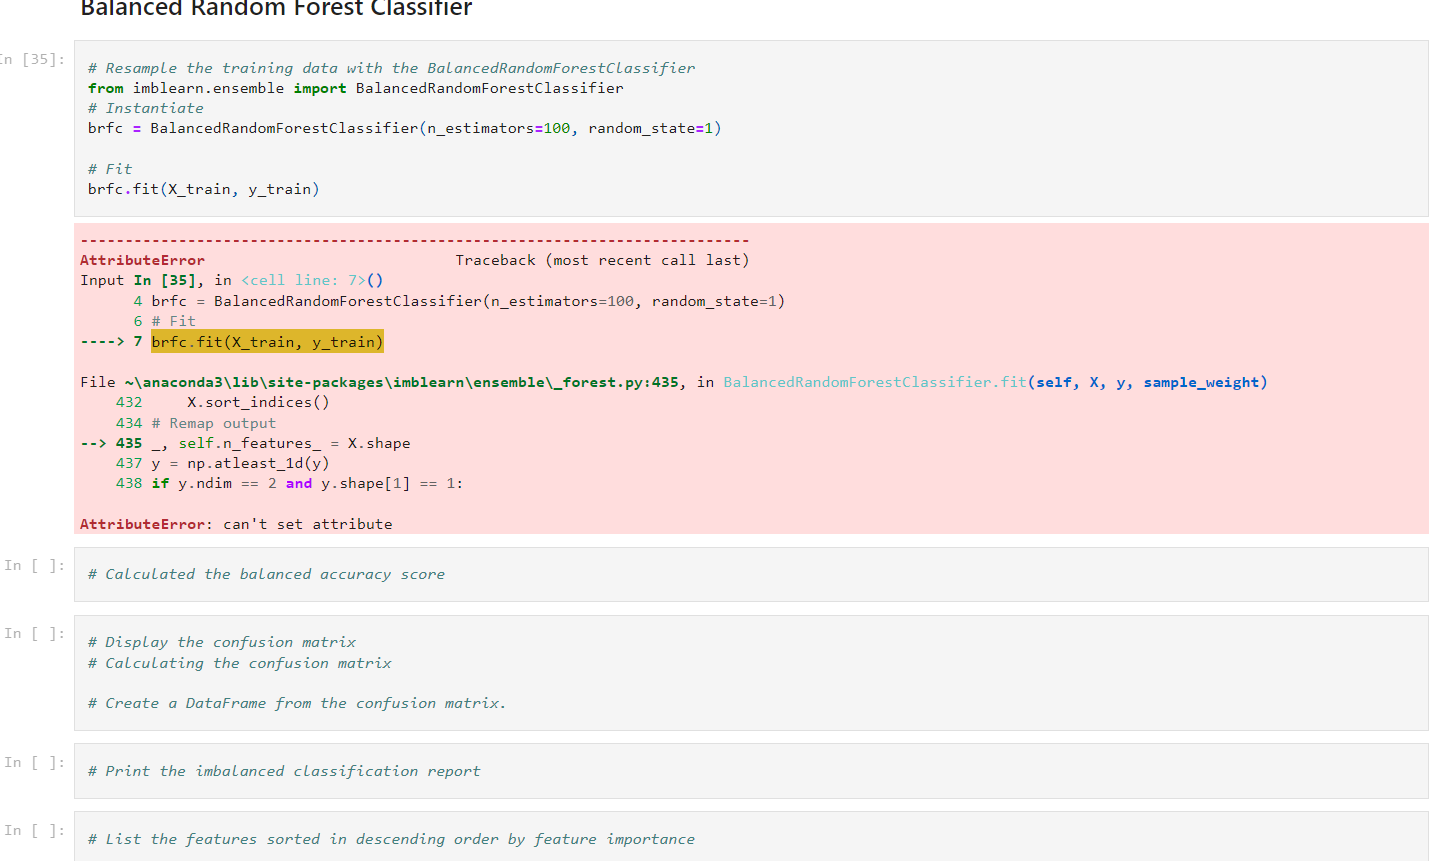 Balanced Random Forest Classifier
In [35]:
# Resample the training data with the BalancedRandomForestClassifier
from imblearn.ensemble import BalancedRandomForestClassifier
# Instantiate
brfc = BalancedRandomForestClassifier(n_estimators=100, random_state=1)
# Fit
brfc.fit(X_train, y_train)
---------------------------------------------------------------------------
AttributeError                            Traceback (most recent call last)
Input In [35], in <cell line: 7>()
      4 brfc = BalancedRandomForestClassifier(n_estimators=100, random_state=1)
      6 # Fit
----> 7 brfc.fit(X_train, y_train)
File ~\anaconda3\lib\site-packages\imblearn\ensemble\_forest.py:435, in BalancedRandomForestClassifier.fit(self, X, y, sample_weight)
    432     X.sort_indices()
    434 # Remap output
--> 435 _, self.n_features_ = X.shape
    437 y = np.atleast_1d(y)
    438 if y.ndim == 2 and y.shape[1] == 1:
AttributeError: can't set attribute
In [ ]:
# Calculated the balanced accuracy score
In [ ]:
# Display the confusion matrix
# Calculating the confusion matrix
# Create a DataFrame from the confusion matrix.
In [ ]:
# Print the imbalanced classification report
In [ ]:
# List the features sorted in descending order by feature importance